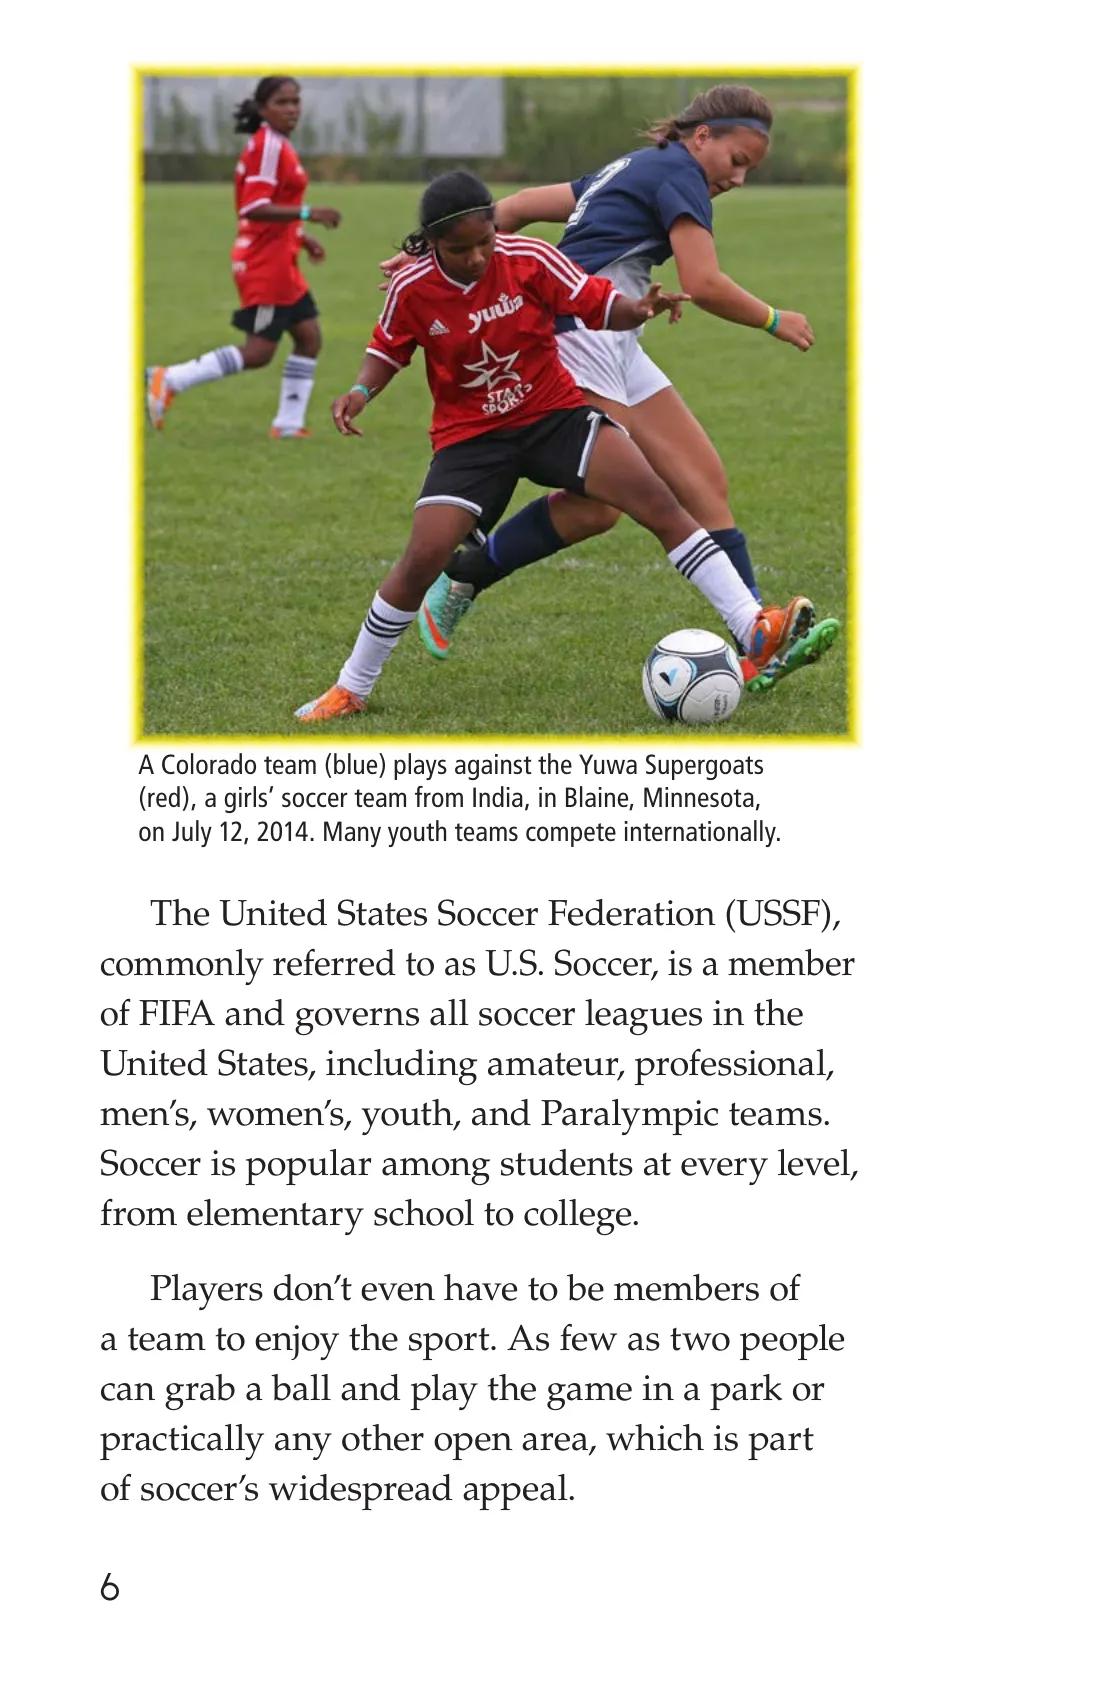 2
yuwa
STAR
SPORTS
A Colorado team (blue) plays against the Yuwa Supergoats
(red), a girls’ soccer team from India, in Blaine, Minnesota,
on July 12, 2014. Many youth teams compete internationally.
The United States Soccer Federation (USSF),
commonly referred to as U.S. Soccer, is a member
of FIFA and governs all soccer leagues in the
United States, including amateur, professional,
men’s, women’s, youth, and Paralympic teams.
Soccer is popular among students at every level,
from elementary school to college.
Players don’t even have to be members of
a team to enjoy the sport. As few as two people
can grab a ball and play the game in a park or
practically any other open area, which is part
of soccer’s widespread appeal.
6